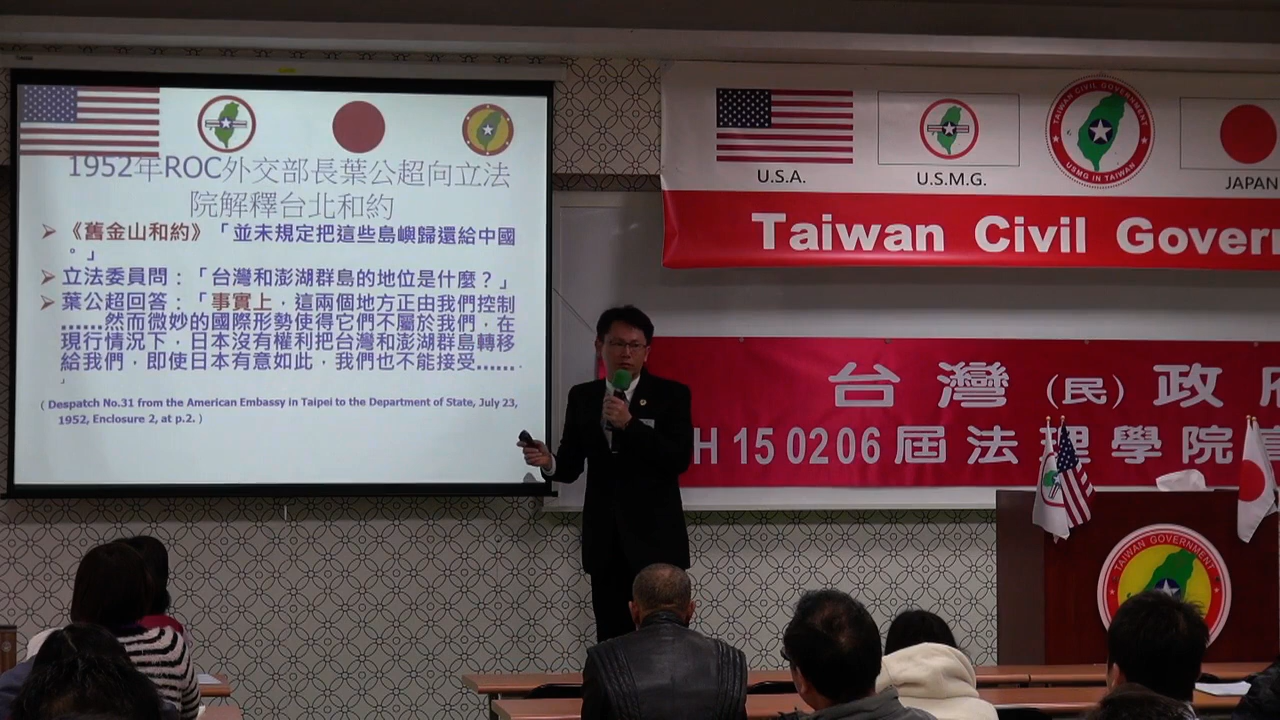 1952年ROC外交部長葉公超向立法
院解釋台北和約
《舊金山和約》「並未規定把這些島嶼歸還給中國
。」
立法委員問：「台灣和澎湖群島的地位是什麼？」
葉公超回答：「事實上，這兩個地方正由我們控制
……然而微妙的國際形勢使得它們不屬於我們，在
現行情況下，日本沒有權利把台灣和澎湖群島轉移
給我們，即使日本有意如此，我們也不能接受…….
」
( Despatch No.31 from the American Embassy in Taipei to the Department of State, July 23,
1952, Enclosure 2, at p.2. )
U.S.A.
U.S.M.G.
TAIWAN CIVIL GOVERNMENT
USMG IN TAIWAN
JAPAN
Taiwan Civil Govern
台灣(民)政府
H 15 0206屆法理學院
TAIWAN GOVERNMENT